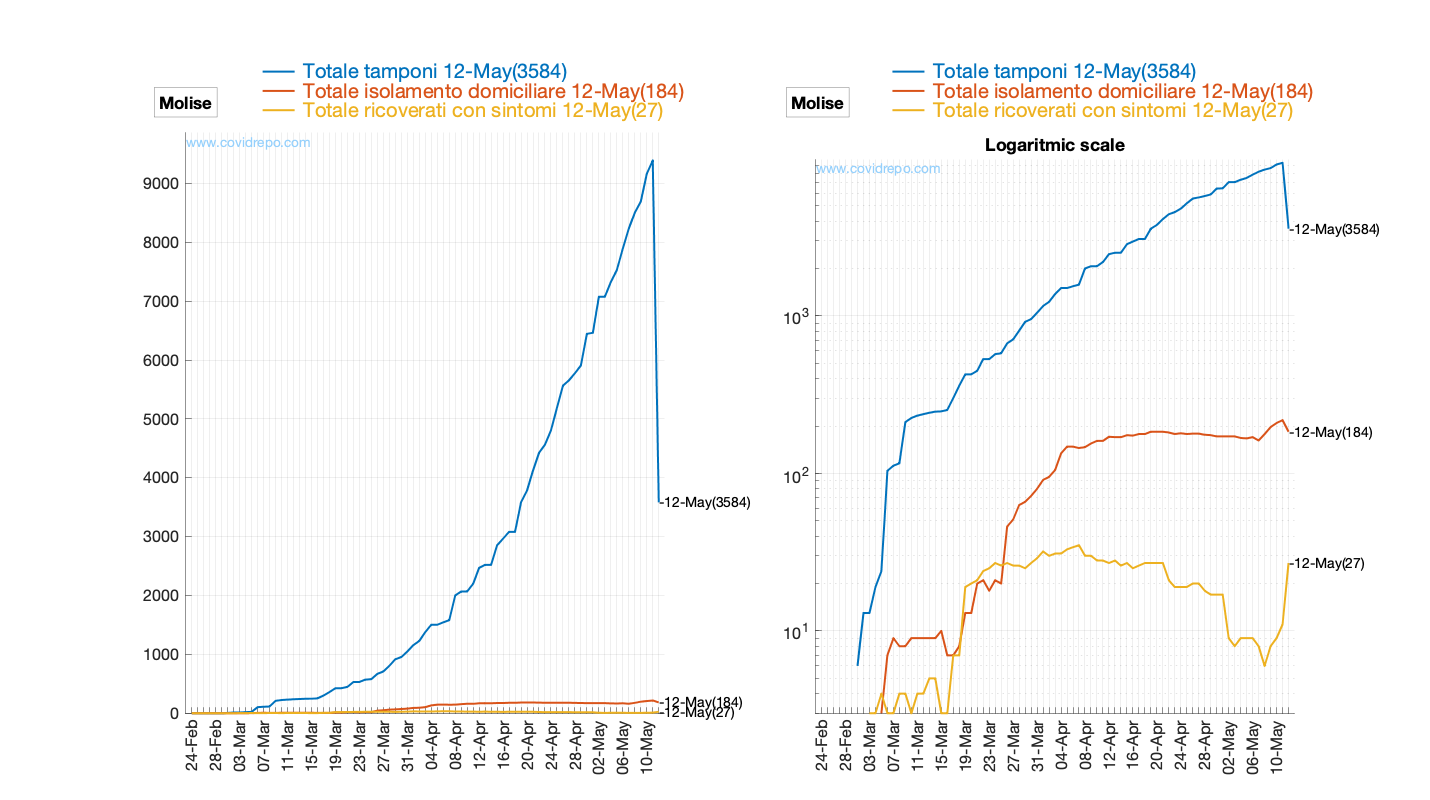 Totale tamponi 12-May(3584)
Totale isolamento domiciliare 12-May(184)
Totale ricoverati con sintomi 12-May(27)
Molise
www.covidrepo.com
9000
8000
7000
6000
5000
4000
3000
2000
1000
0
12-May(3584)
12-May(184)
12-May(27)
24-Feb
28-Feb
03-Mar
07-Mar
11-Mar
15-Mar
19-Mar
23-Mar
27-Mar
31-Mar
04-Apr
08-Apr
12-Apr
16-Apr
20-Apr
24-Apr
28-Apr
02-May
06-May
10-May
Totale tamponi 12-May(3584)
Totale isolamento domiciliare 12-May(184)
Totale ricoverati con sintomi 12-May(27)
Molise
Logaritmic scale
www.covidrepo.com
10³
10²
10¹
12-May(3584)
12-May(184)
12-May(27)
24-Feb
28-Feb
03-Mar
07-Mar
11-Mar
15-Mar
19-Mar
23-Mar
27-Mar
31-Mar
04-Apr
08-Apr
12-Apr
16-Apr
20-Apr
24-Apr
28-Apr
02-May
06-May
10-May